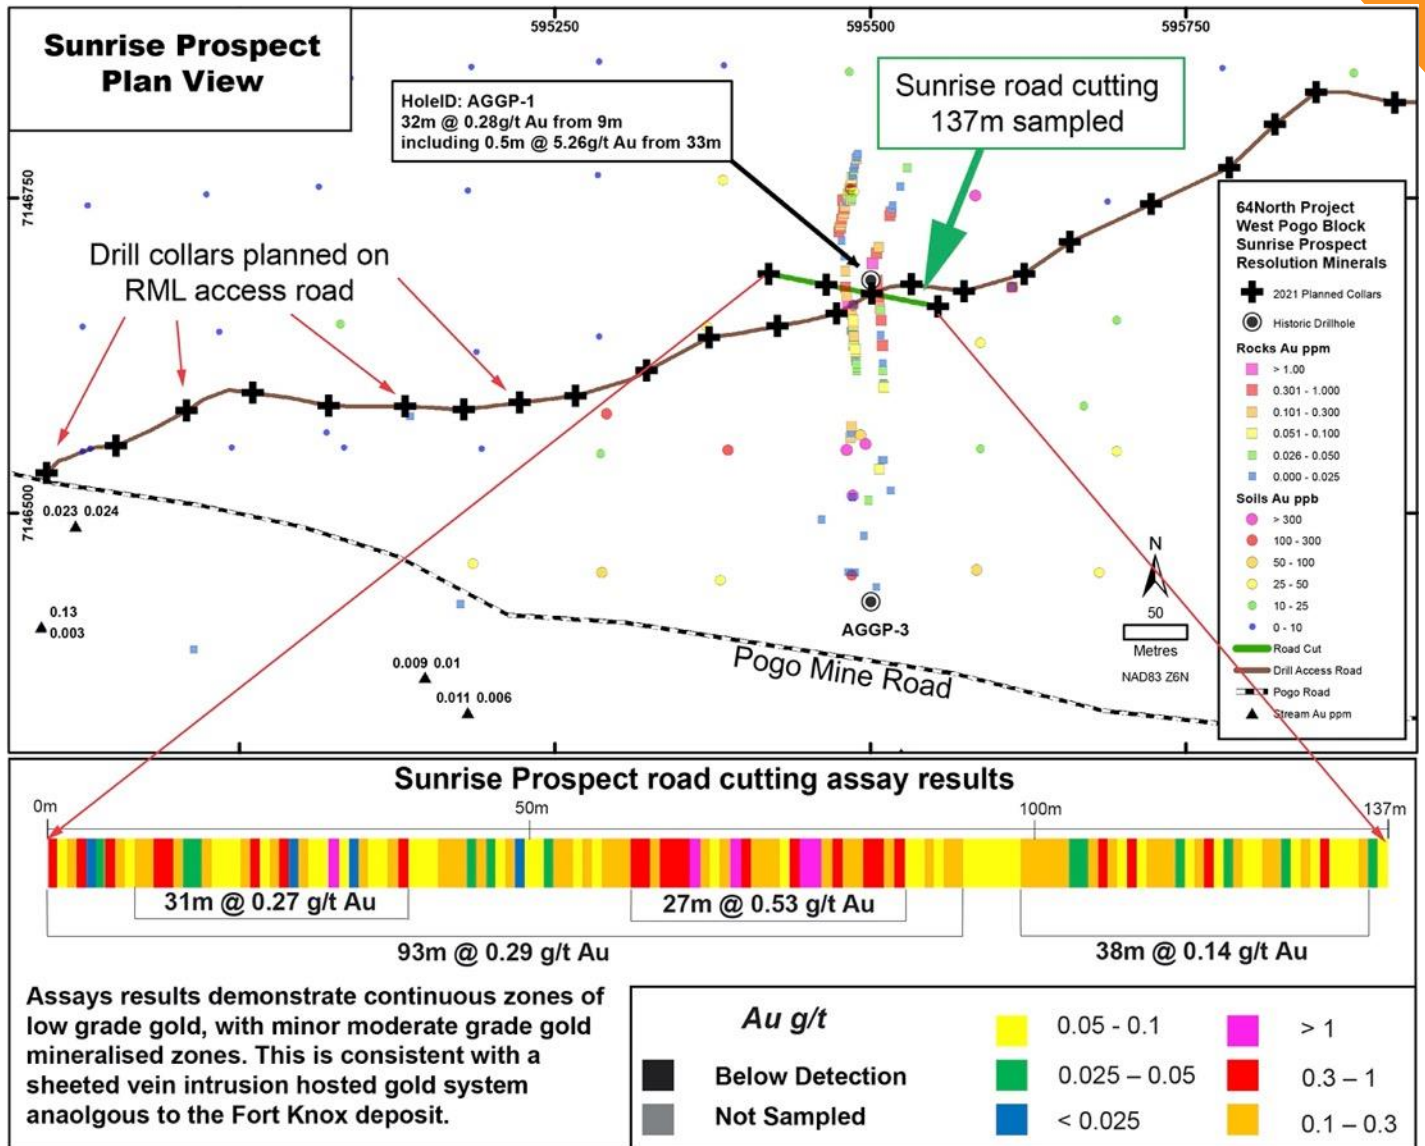 Sunrise Prospect
Plan View
595250
595500
595750
7146750
7146500
HoleID: AGGP-1
32m @ 0.28g/t Au from 9m
including 0.5m @ 5.26g/t Au from 33m
Sunrise road cutting
137m sampled
Drill collars planned on
RML access road
64North Project
West Pogo Block
Sunrise Prospect
Resolution Minerals
2021 Planned Collars
Historic Drillhole
Rocks Au ppm
> 1.00
0.301 - 1.000
0.101 - 0.300
0.051 - 0.100
0.026 - 0.050
0.000 - 0.025
Soils Au ppb
> 300
100 - 300
50 - 100
25 - 50
10 - 25
0 - 10
Road Cut
Drill Access Road
Pogo Road
Stream Au ppm
0.023 0.024
0.13
0.003
0.009 0.01
0.011 0.006
AGGP-3
Pogo Mine Road
N
50
Metres
NAD83 Z6N
Sunrise Prospect road cutting assay results
0m
50m
100m
137m
31m @ 0.27 g/t Au
27m @ 0.53 g/t Au
93m @ 0.29 g/t Au
38m @ 0.14 g/t Au
Assays results demonstrate continuous zones of
low grade gold, with minor moderate grade gold
mineralised zones. This is consistent with a
sheeted vein intrusion hosted gold system
anaolgous to the Fort Knox deposit.
Au g/t
Below Detection
Not Sampled
0.05 - 0.1
0.025 – 0.05
< 0.025
> 1
0.3 – 1
0.1 – 0.3